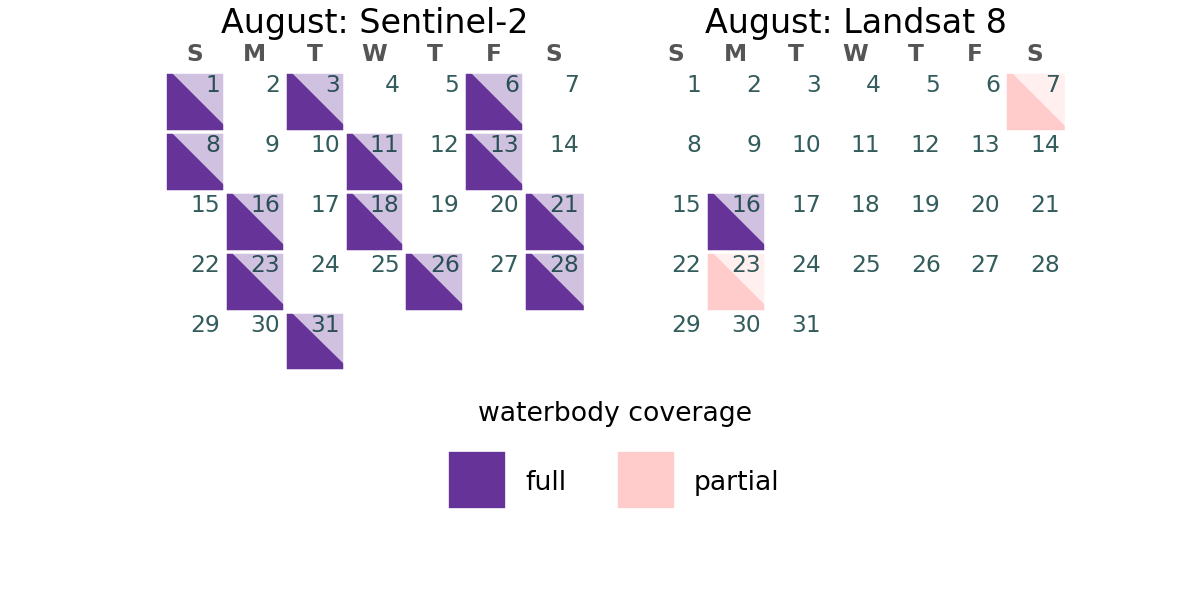 August: Sentinel-2
S M T W T F S
1 2 3 4 5 6 7
8 9 10 11 12 13 14
15 16 17 18 19 20 21
22 23 24 25 26 27 28
29 30 31
August: Landsat 8
S M T W T F S
1 2 3 4 5 6 7
8 9 10 11 12 13 14
15 16 17 18 19 20 21
22 23 24 25 26 27 28
29 30 31
waterbody coverage
full
partial